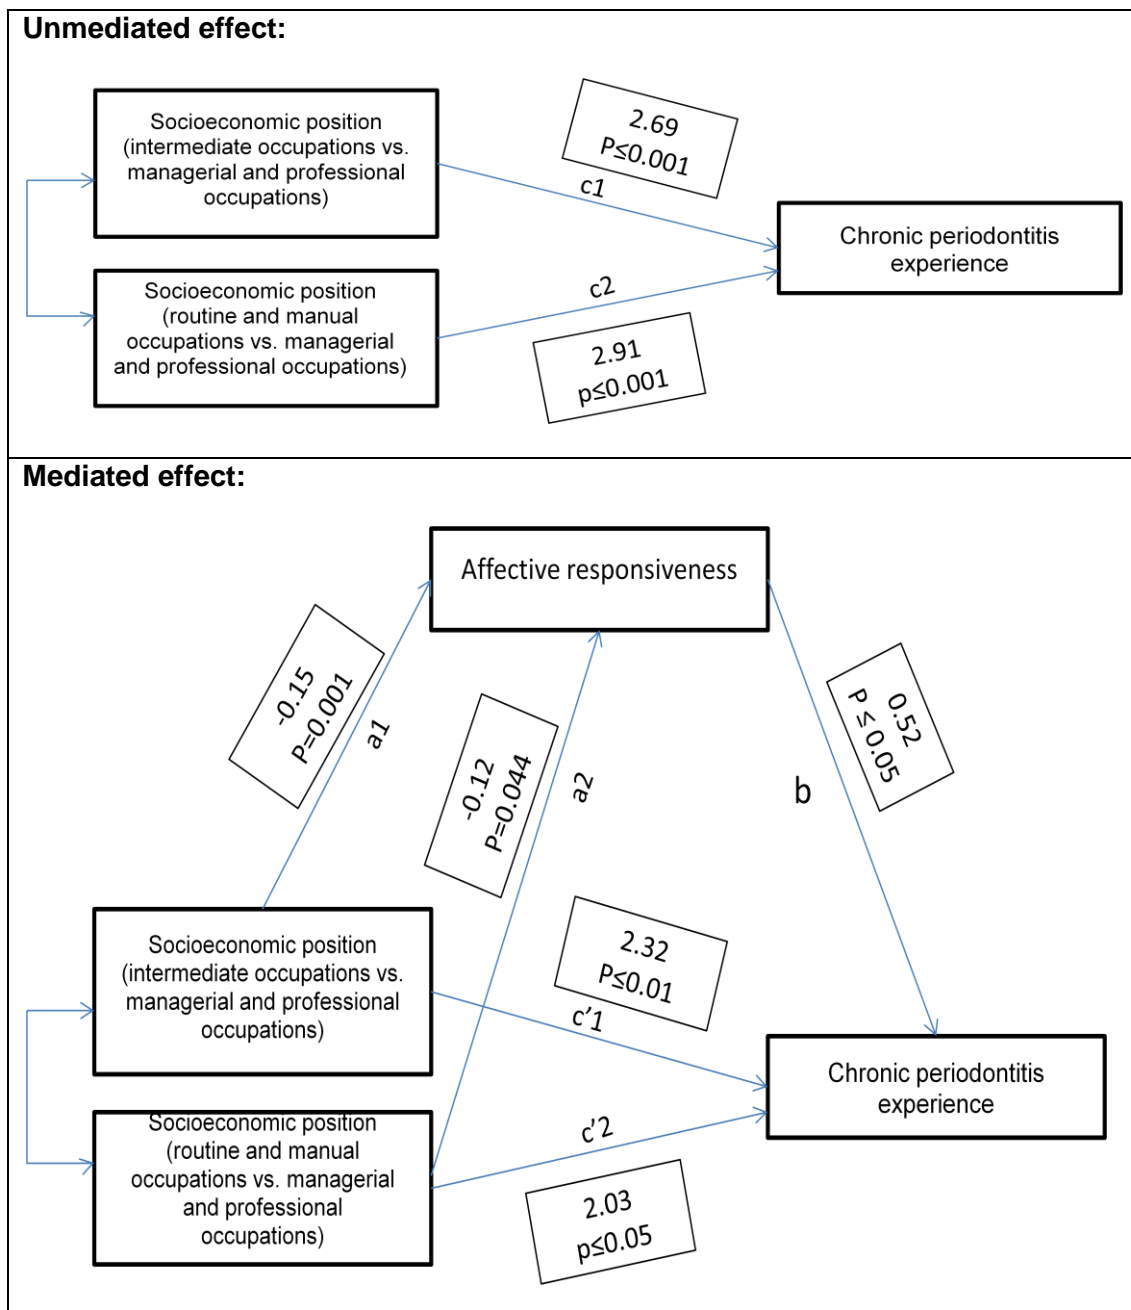 Unmediated effect:
Socioeconomic position
(intermediate occupations vs.
managerial and professional
occupations)
2.69
P≤0.001
c1
Chronic periodontitis
experience
Socioeconomic position
(routine and manual
occupations vs. managerial
and professional occupations)
c2
2.91
p≤0.001
Mediated effect:
Affective responsiveness
-0.15
P=0.001
a1
-0.12
P=0.044
a2
0.52
P ≤ 0.05
b
Socioeconomic position
(intermediate occupations vs.
managerial and professional
occupations)
2.32
P≤0.01
c'1
Chronic periodontitis
experience
Socioeconomic position
(routine and manual
occupations vs. managerial
and professional
occupations)
c'2
2.03
p≤0.05